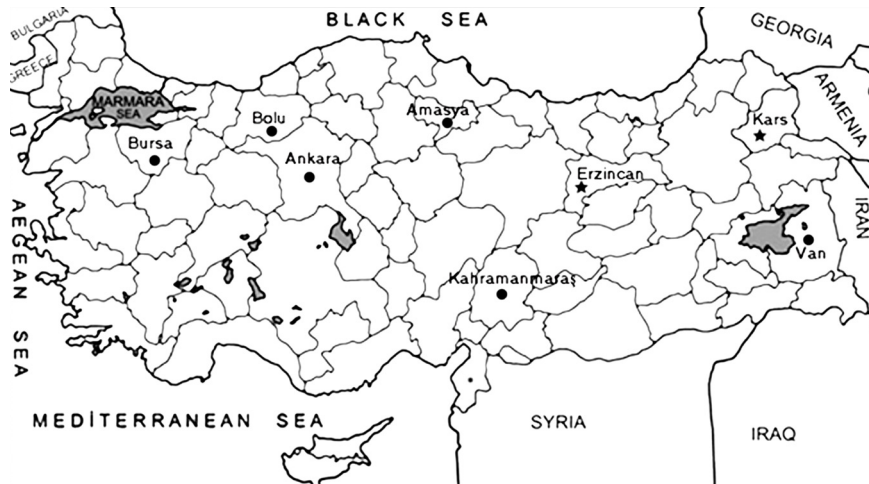 BLACK SEA
BULGARIA
GREECE
GEORGIA
ARMENIA
MARMARA
SEA
Bolu
Amasya
Kars
Bursa
Ankara
Erzincan
AEGEAN SEA
IRAN
Van
Kahramanmaraş
MEDİTERRANEAN SEA
SYRIA
IRAQ